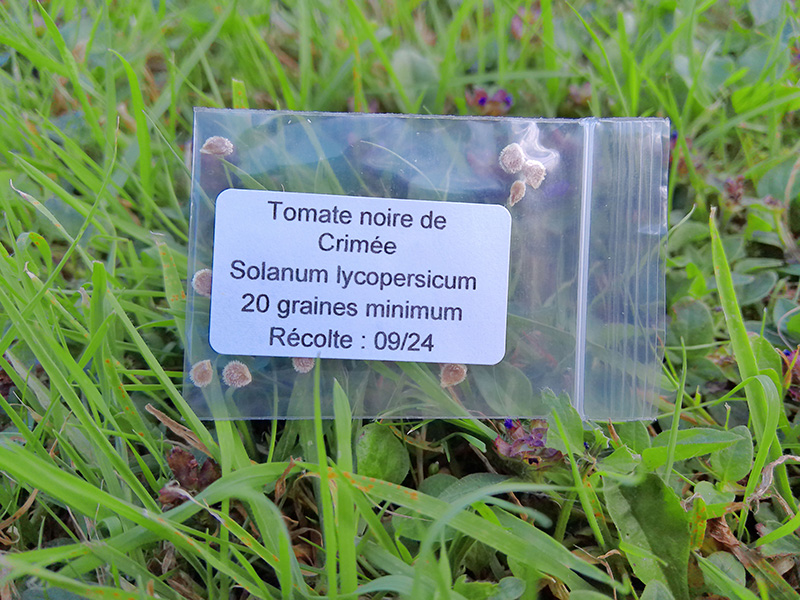 Tomate noire de
Crimée
Solanum lycopersicum
20 graines minimum
Récolte : 09/24